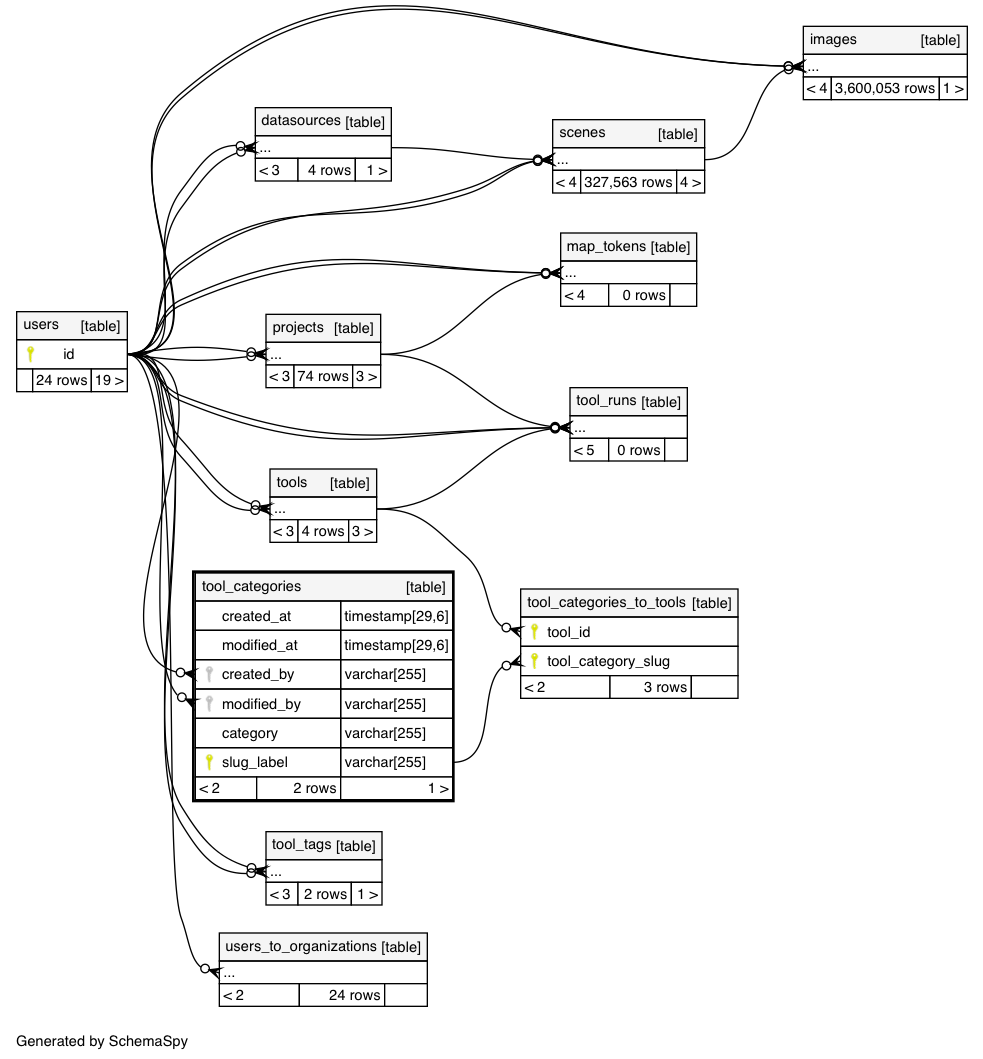 images [table]
...
< 4 3,600,053 rows 1 >
datasources [table]
...
< 3 4 rows 1 >
scenes [table]
...
< 4 327,563 rows 4 >
map_tokens [table]
...
< 4 0 rows
users [table]
id
24 rows 19 >
projects [table]
...
< 3 74 rows 3 >
tool_runs [table]
...
< 5 0 rows
tools [table]
...
< 3 4 rows 3 >
tool_categories [table]
created_at timestamp[29,6]
modified_at timestamp[29,6]
created_by varchar[255]
modified_by varchar[255]
category varchar[255]
slug_label varchar[255]
< 2 2 rows 1 >
tool_categories_to_tools [table]
tool_id
tool_category_slug
< 2 3 rows
tool_tags [table]
...
< 3 2 rows 1 >
users_to_organizations [table]
...
< 2 24 rows
Generated by SchemaSpy